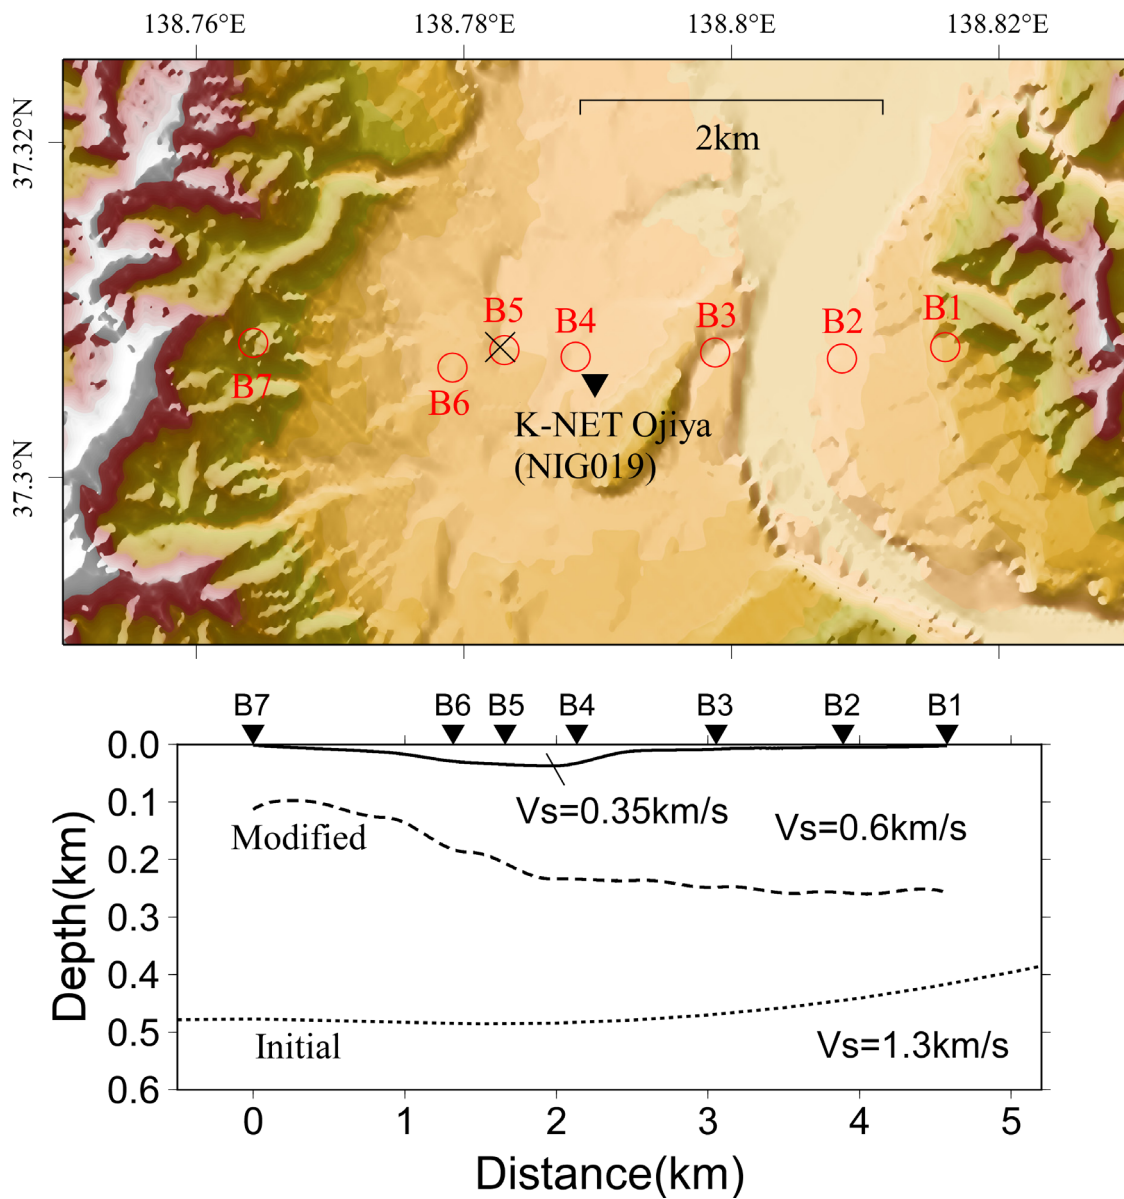 138.76°E 138.78°E 138.8°E 138.82°E
37.32°N
2km
B5 B4 B3 B2 B1
B7 B6
K-NET Ojiya
(NIG019)
37.3°N
B7 B6 B5 B4 B3 B2 B1
0.0
0.1
Vs=0.35km/s
Vs=0.6km/s
Modified
0.2
0.3
0.4
0.5
Initial
Vs=1.3km/s
0.6
Depth(km)
0 1 2 3 4 5
Distance(km)